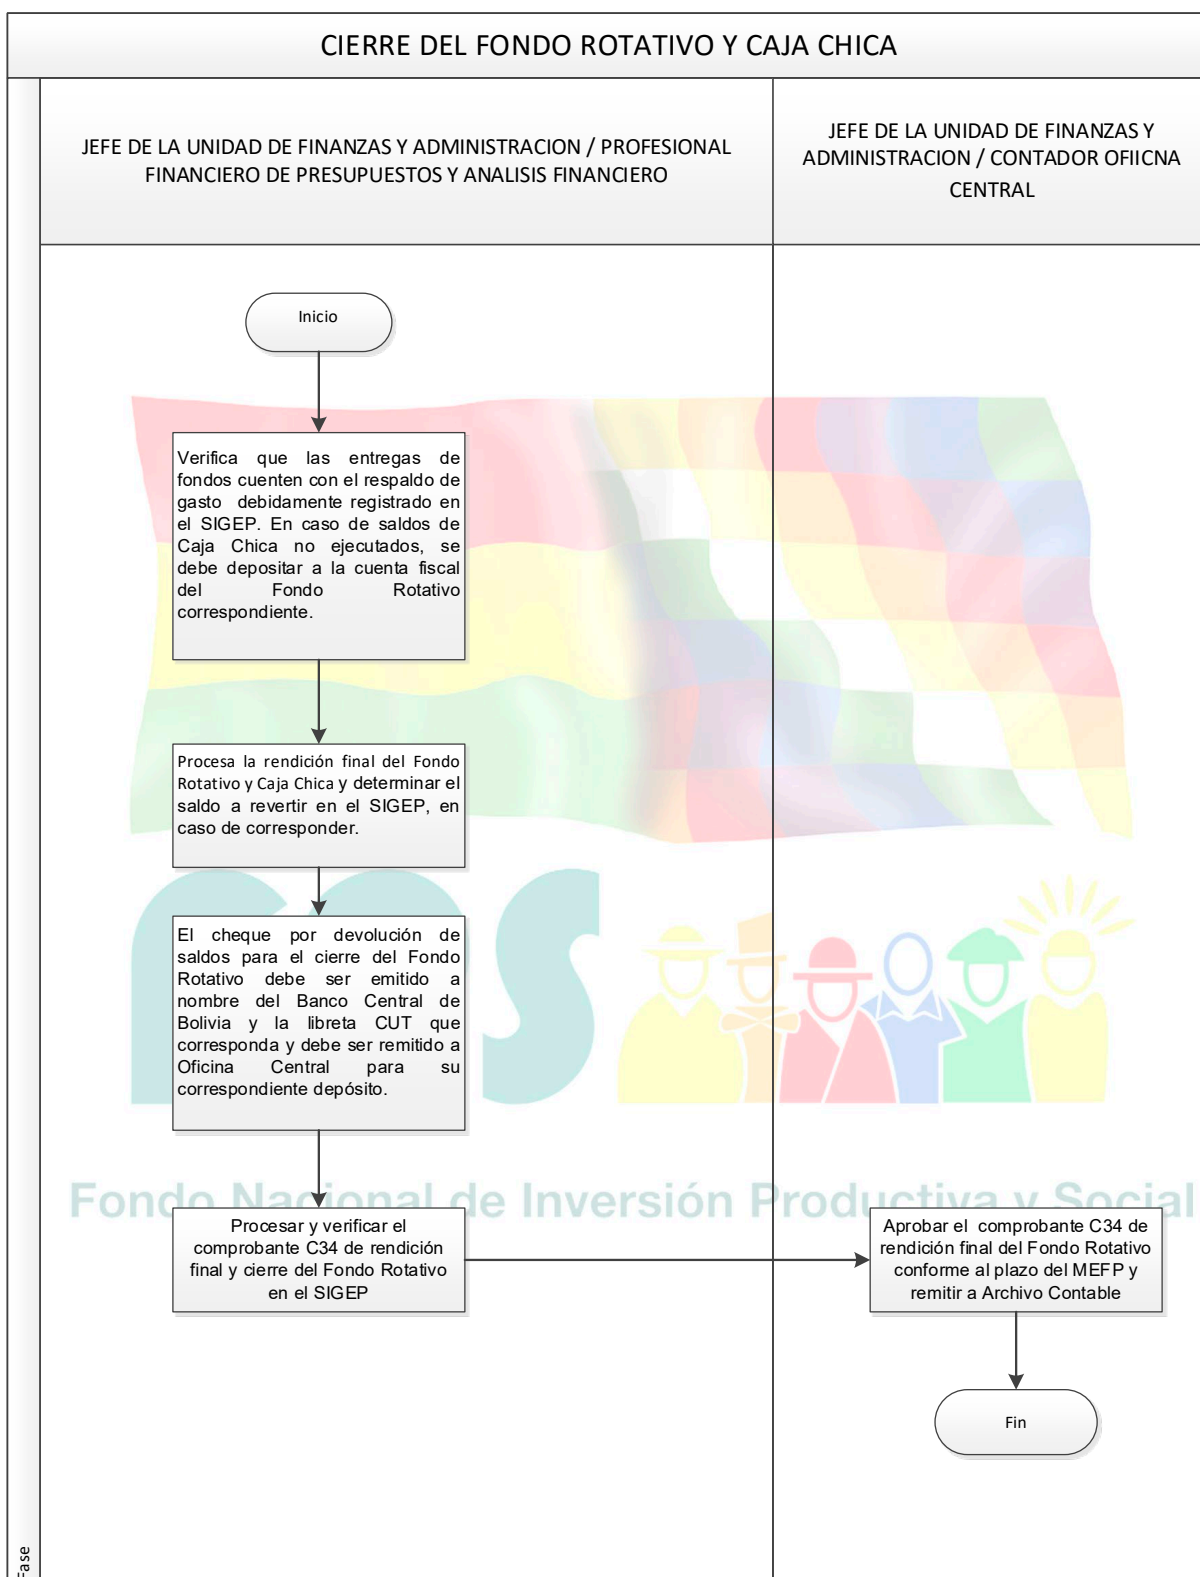 CIERRE DEL FONDO ROTATIVO Y CAJA CHICA
JEFE DE LA UNIDAD DE FINANZAS Y ADMINISTRACION / PROFESIONAL
FINANCIERO DE PRESUPUESTOS Y ANALISIS FINANCIERO
JEFE DE LA UNIDAD DE FINANZAS Y
ADMINISTRACION / CONTADOR OFIICNA
CENTRAL
Inicio
Verifica que las entregas de
fondos cuenten con el respaldo de
gasto debidamente registrado en
el SIGEP. En caso de saldos de
Caja Chica no ejecutados, se
debe depositar a la cuenta fiscal
del Fondo Rotativo
correspondiente.
Procesa la rendición final del Fondo
Rotativo y Caja Chica y determinar el
saldo a revertir en el SIGEP, en
caso de corresponder.
El cheque por devolución de
saldos para el cierre del Fondo
Rotativo debe ser emitido a
nombre del Banco Central de
Bolivia y la libreta CUT que
corresponda y debe ser remitido a
Oficina Central para su
correspondiente depósito.
Fondo Nacional de Inversión Productiva y Social
Procesar y verificar el
comprobante C34 de rendición
final y cierre del Fondo Rotativo
en el SIGEP
Aprobar el comprobante C34 de
rendición final del Fondo Rotativo
conforme al plazo del MEFP y
remitir a Archivo Contable
Fin
Fase